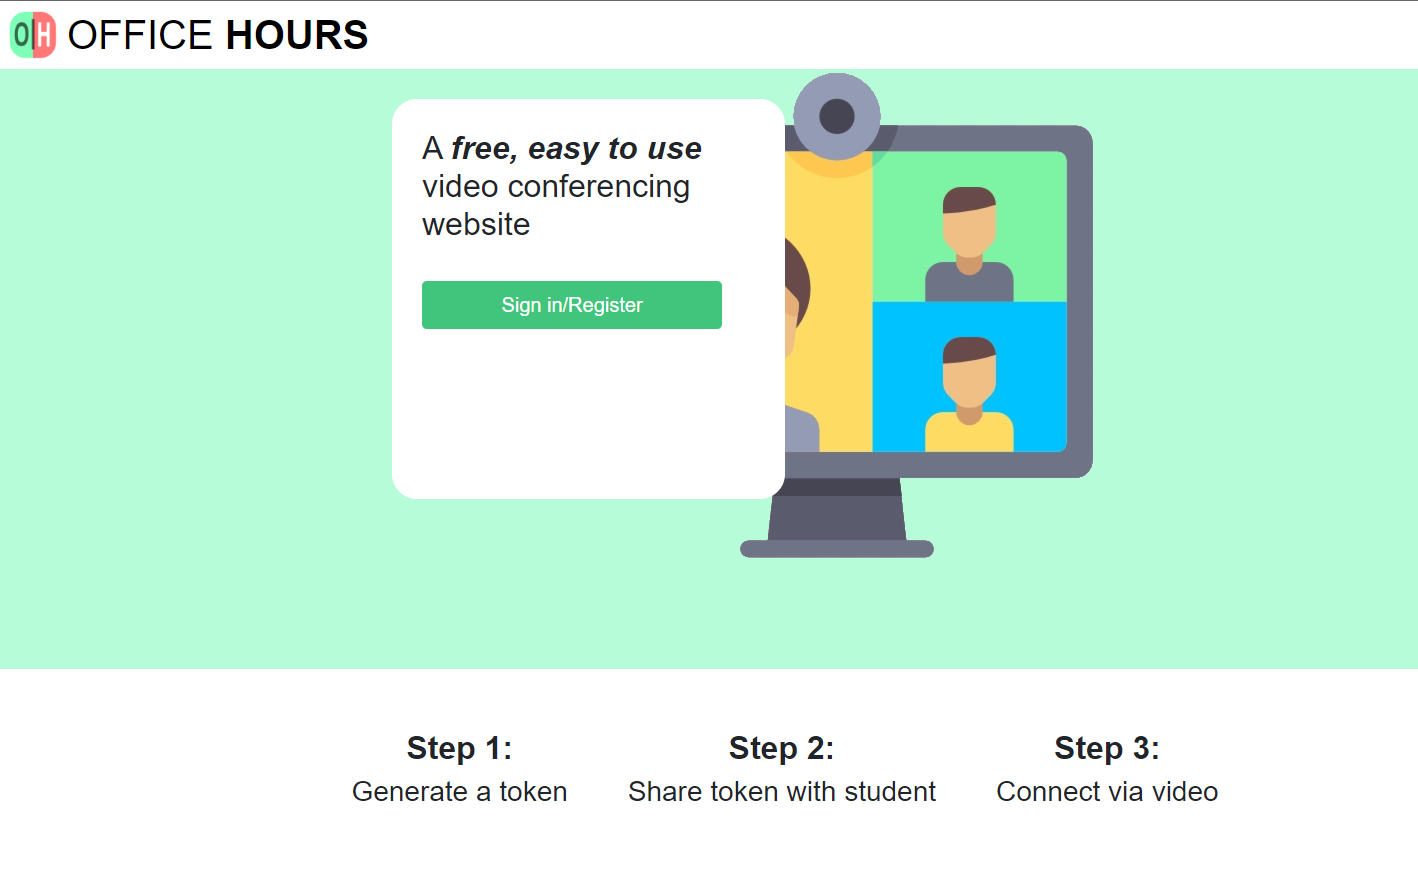 O|H OFFICE HOURS
A free, easy to use
video conferencing
website
Sign in/Register
Step 1:
Generate a token
Step 2:
Share token with student
Step 3:
Connect via video